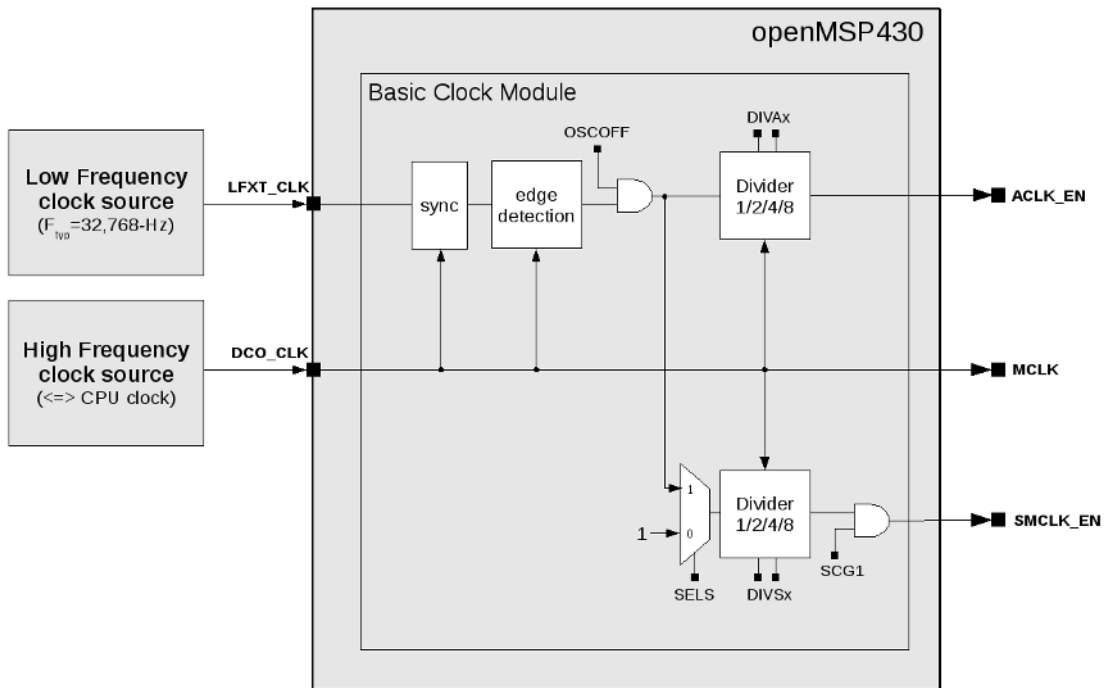 openMSP430
Basic Clock Module
Low Frequency
clock source
(Ftyp=32,768-Hz)
LFXT_CLK
sync
edge
detection
OSCOFF
DIVAx
Divider
1/2/4/8
ACLK_EN
High Frequency
clock source
(<=> CPU clock)
DCO_CLK
MCLK
1
0
1
SELS
Divider
1/2/4/8
DIVSx
SCG1
SMCLK_EN